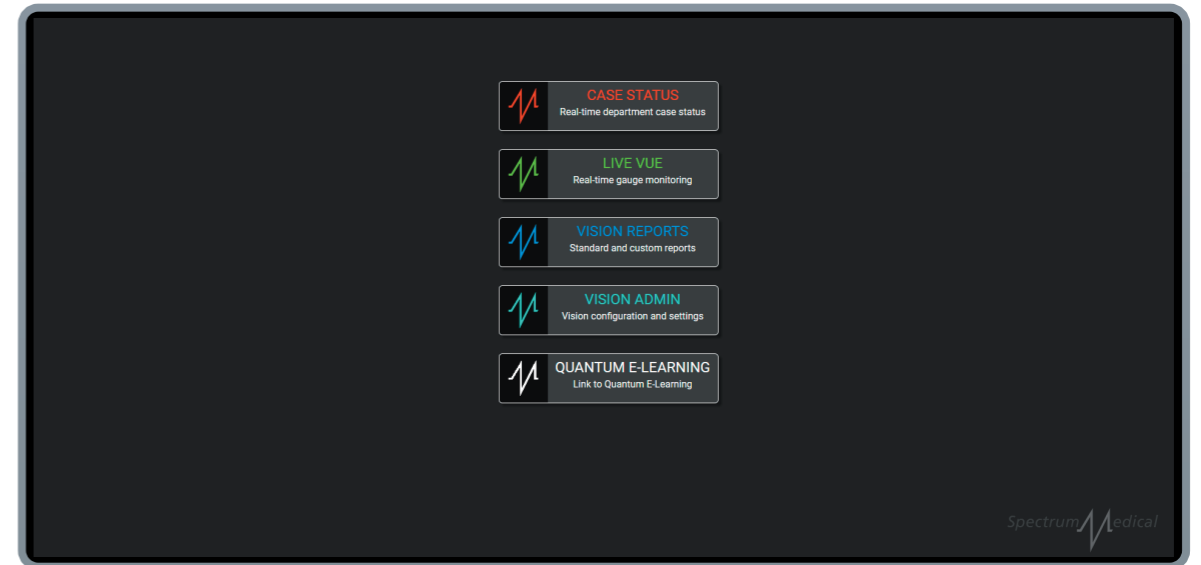 CASE STATUS
Real-time department case status
LIVE VUE
Real-time gauge monitoring
VISION REPORTS
Standard and custom reports
VISION ADMIN
Vision configuration and settings
QUANTUM E-LEARNING
Link to Quantum E-Learning
Spectrum Medical